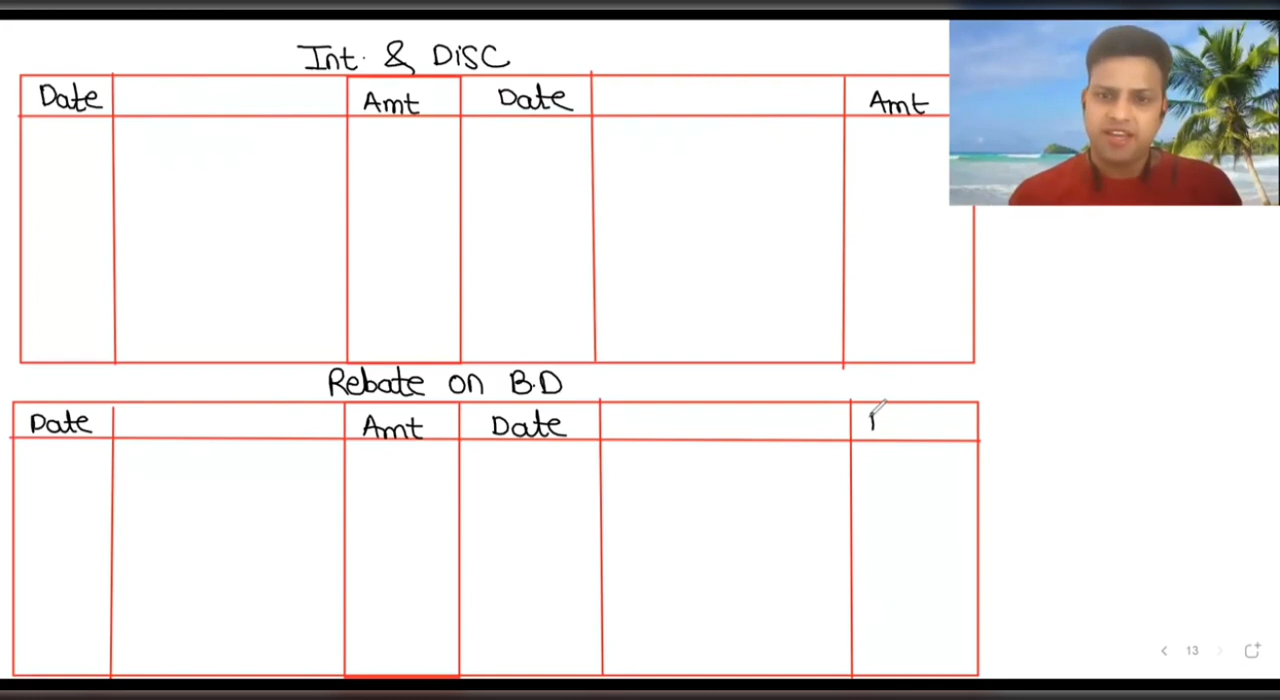 Int. & DISC
Date Amt Date Amt
Rebate on B.D
Date Amt Date
13